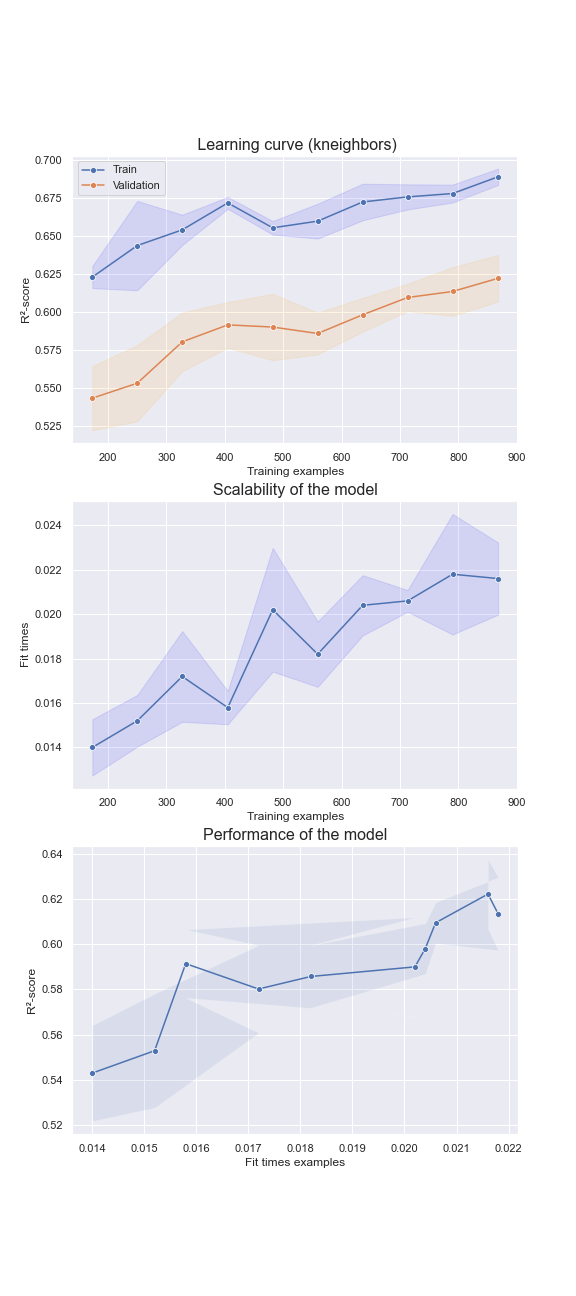 Learning curve (kneighbors)
Train
Validation
0.700
0.675
0.650
0.625
0.600
0.575
0.550
0.525
R²-score
200 300 400 500 600 700 800 900
Training examples
Scalability of the model
0.024
0.022
0.020
0.018
0.016
0.014
Fit times
200 300 400 500 600 700 800 900
Training examples
Performance of the model
0.64
0.62
0.60
0.58
0.56
0.54
0.52
R²-score
0.014 0.015 0.016 0.017 0.018 0.019 0.020 0.021 0.022
Fit times examples